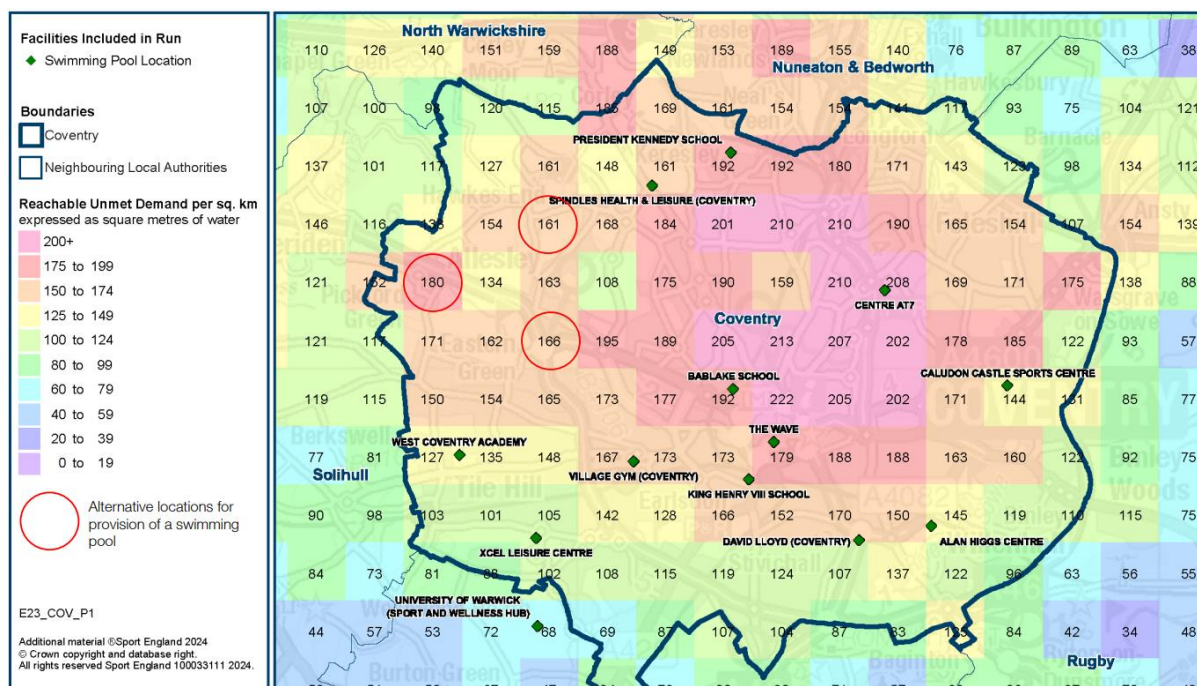 Facilities Included in Run
Swimming Pool Location
Boundaries
Coventry
Neighbouring Local Authorities
Reachable Unmet Demand per sq. km
expressed as square metres of water
200+
175 to 199
150 to 174
125 to 149
100 to 124
80 to 99
60 to 79
40 to 59
20 to 39
0 to 19
Alternative locations for
provision of a swimming
pool
E23_COV_P1
Additional material ©Sport England 2024
© Crown copyright and database right.
All rights reserved Sport England 100033111 2024.
North Warwickshire
110 126 140 151 159 188 149 153 189 155 140 76 87 89 63 38
Nuneaton & Bedworth
107 100 120 115 169 161 154 93 75 104 121
PRESIDENT KENNEDY SCHOOL
137 101 117 127 161 148 161 192 192 180 171 143 123 98 134 112
SPINDLES HEALTH & LEISURE (COVENTRY)
146 116 154 161 168 184 201 210 210 190 165 154 107 154 139
121 180 134 163 108 175 190 159 210 208 169 171 175 138 88
CENTRE AT7
Coventry
121 117 171 162 166 195 189 205 213 207 202 178 185 122 93 57
BABLAKE SCHOOL
CALUDON CASTLE SPORTS CENTRE
119 115 150 154 165 173 177 192 222 205 202 171 144 131 85 77
WEST COVENTRY ACADEMY
THE WAVE
77 81 127 135 148 167 173 173 179 188 188 163 160 122 92 75
Solihull
VILLAGE GYM (COVENTRY)
KING HENRY VIII SCHOOL
90 98 103 101 105 142 128 166 152 170 150 145 119 110 115 75
XCEL LEISURE CENTRE
DAVID LLOYD (COVENTRY)
ALAN HIGGS CENTRE
84 73 81 88 102 108 115 119 124 107 137 122 96 63 56 55
UNIVERSITY OF WARWICK
(SPORT AND WELLNESS HUB)
44 57 53 72 68 69 87 107 104 87 84 42 34 48
Rugby